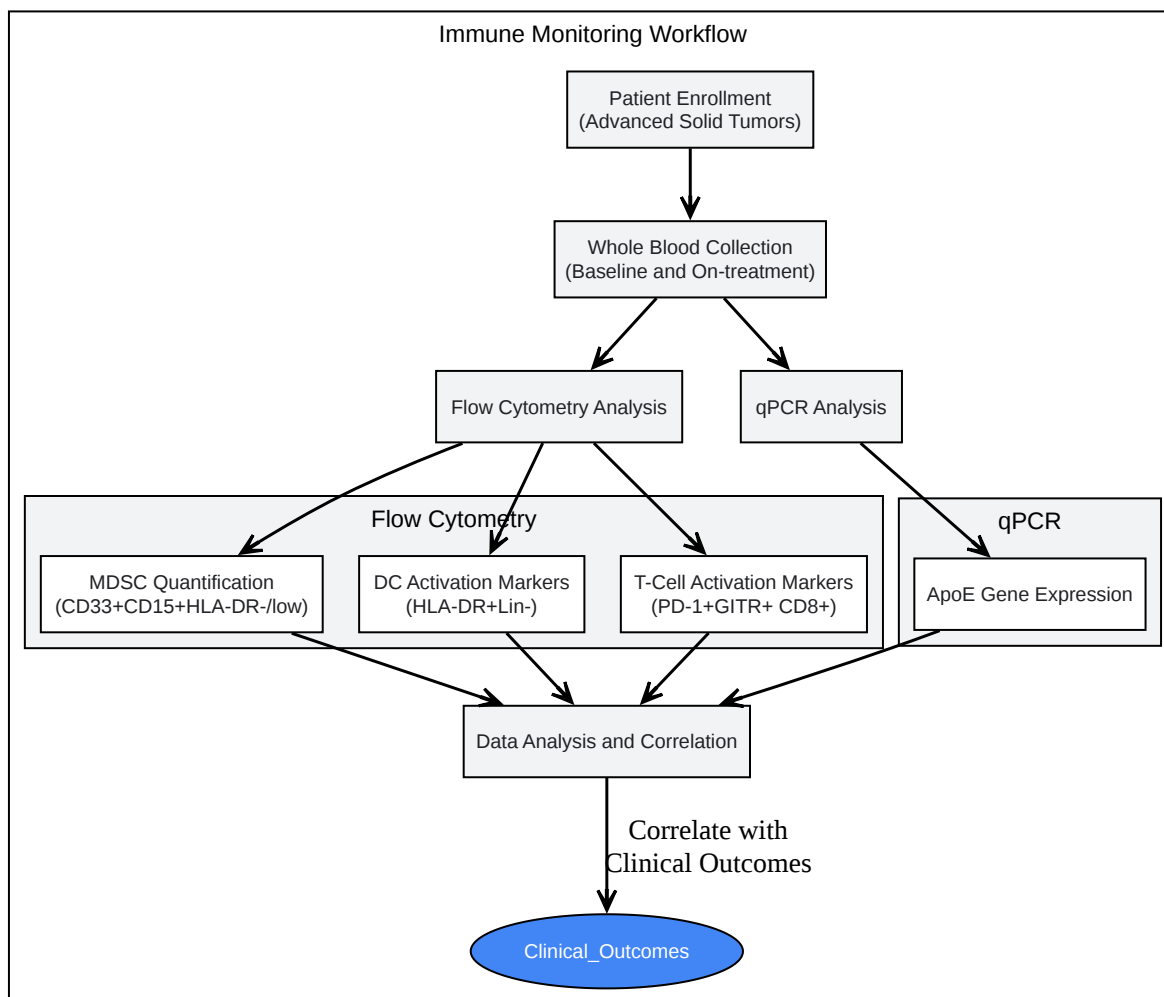 Immune Monitoring Workflow
Patient Enrollment
(Advanced Solid Tumors)
Whole Blood Collection
(Baseline and On-treatment)
Flow Cytometry Analysis
qPCR Analysis
Flow Cytometry
qPCR
MDSC Quantification
(CD33+CD15+HLA-DR-/low)
DC Activation Markers
(HLA-DR+Lin-)
T-Cell Activation Markers
(PD-1+GITR+ CD8+)
ApoE Gene Expression
Data Analysis and Correlation
Correlate with
Clinical Outcomes
Clinical_Outcomes